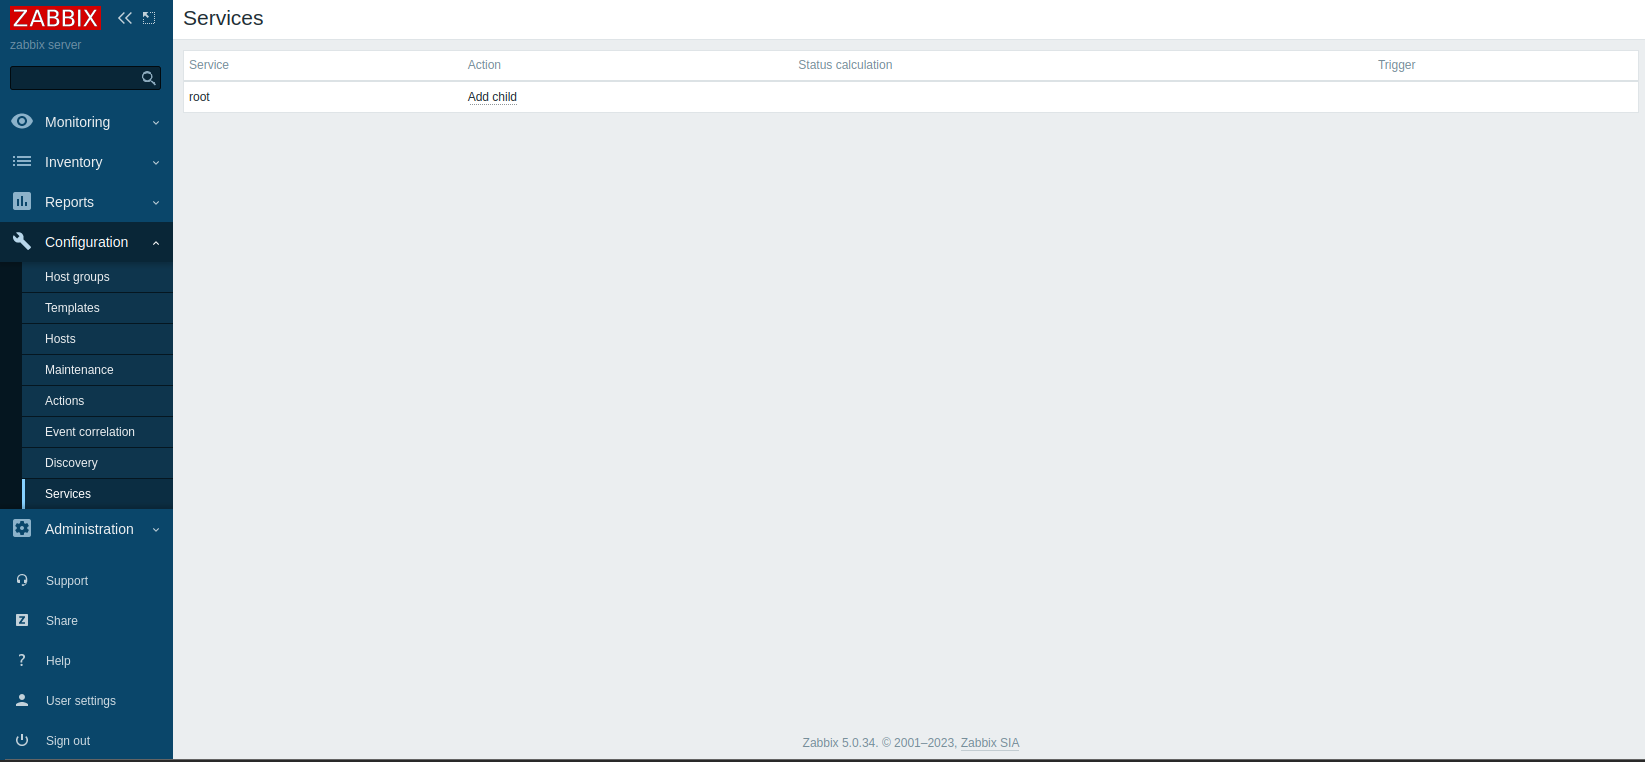 ZABBIX
zabbix server
Monitoring
Inventory
Reports
Configuration
Host groups
Templates
Hosts
Maintenance
Actions
Event correlation
Discovery
Services
Administration
Support
Share
Help
User settings
Sign out
Services
Service Action Status calculation Trigger
root Add child
Zabbix 5.0.34. © 2001–2023, Zabbix SIA